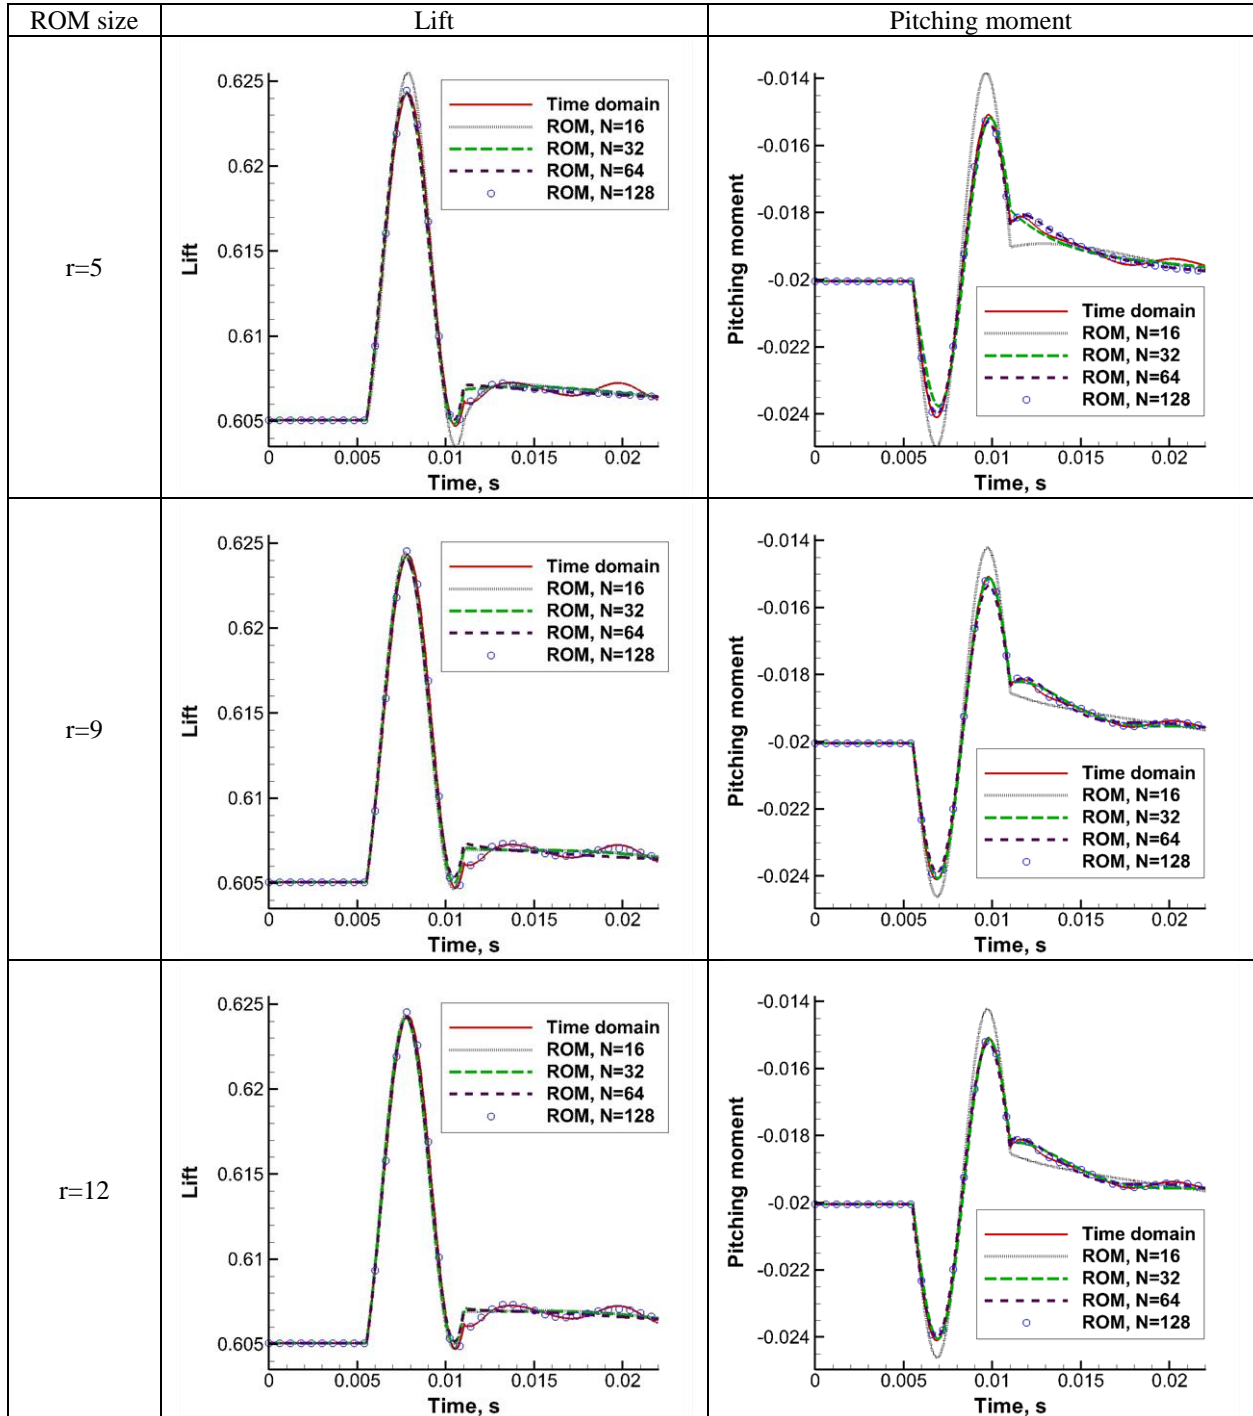 ROM size Lift Pitching moment
r=5
0.625
0.62
0.615
0.61
0.605
Lift
0 0.005 0.01 0.015 0.02
Time, s
Time domain
ROM, N=16
ROM, N=32
ROM, N=64
ROM, N=128
-0.014
-0.016
-0.018
-0.02
-0.022
-0.024
Pitching moment
0 0.005 0.01 0.015 0.02
Time, s
Time domain
ROM, N=16
ROM, N=32
ROM, N=64
ROM, N=128
r=9
0.625
0.62
0.615
0.61
0.605
Lift
0 0.005 0.01 0.015 0.02
Time, s
Time domain
ROM, N=16
ROM, N=32
ROM, N=64
ROM, N=128
-0.014
-0.016
-0.018
-0.02
-0.022
-0.024
Pitching moment
0 0.005 0.01 0.015 0.02
Time, s
Time domain
ROM, N=16
ROM, N=32
ROM, N=64
ROM, N=128
r=12
0.625
0.62
0.615
0.61
0.605
Lift
0 0.005 0.01 0.015 0.02
Time, s
Time domain
ROM, N=16
ROM, N=32
ROM, N=64
ROM, N=128
-0.014
-0.016
-0.018
-0.02
-0.022
-0.024
Pitching moment
0 0.005 0.01 0.015 0.02
Time, s
Time domain
ROM, N=16
ROM, N=32
ROM, N=64
ROM, N=128